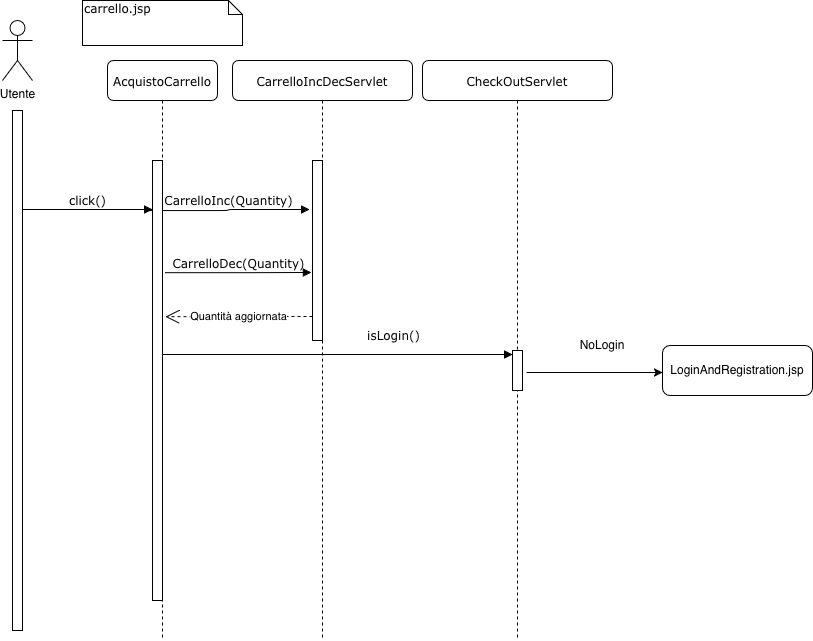 carrello.jsp
Utente
AcquistoCarrello
CarrelloIncDecServlet
CheckOutServlet
click()
CarrelloInc(Quantity)
CarrelloDec(Quantity)
Quantità aggiornata
isLogin()
NoLogin
LoginAndRegistration.jsp